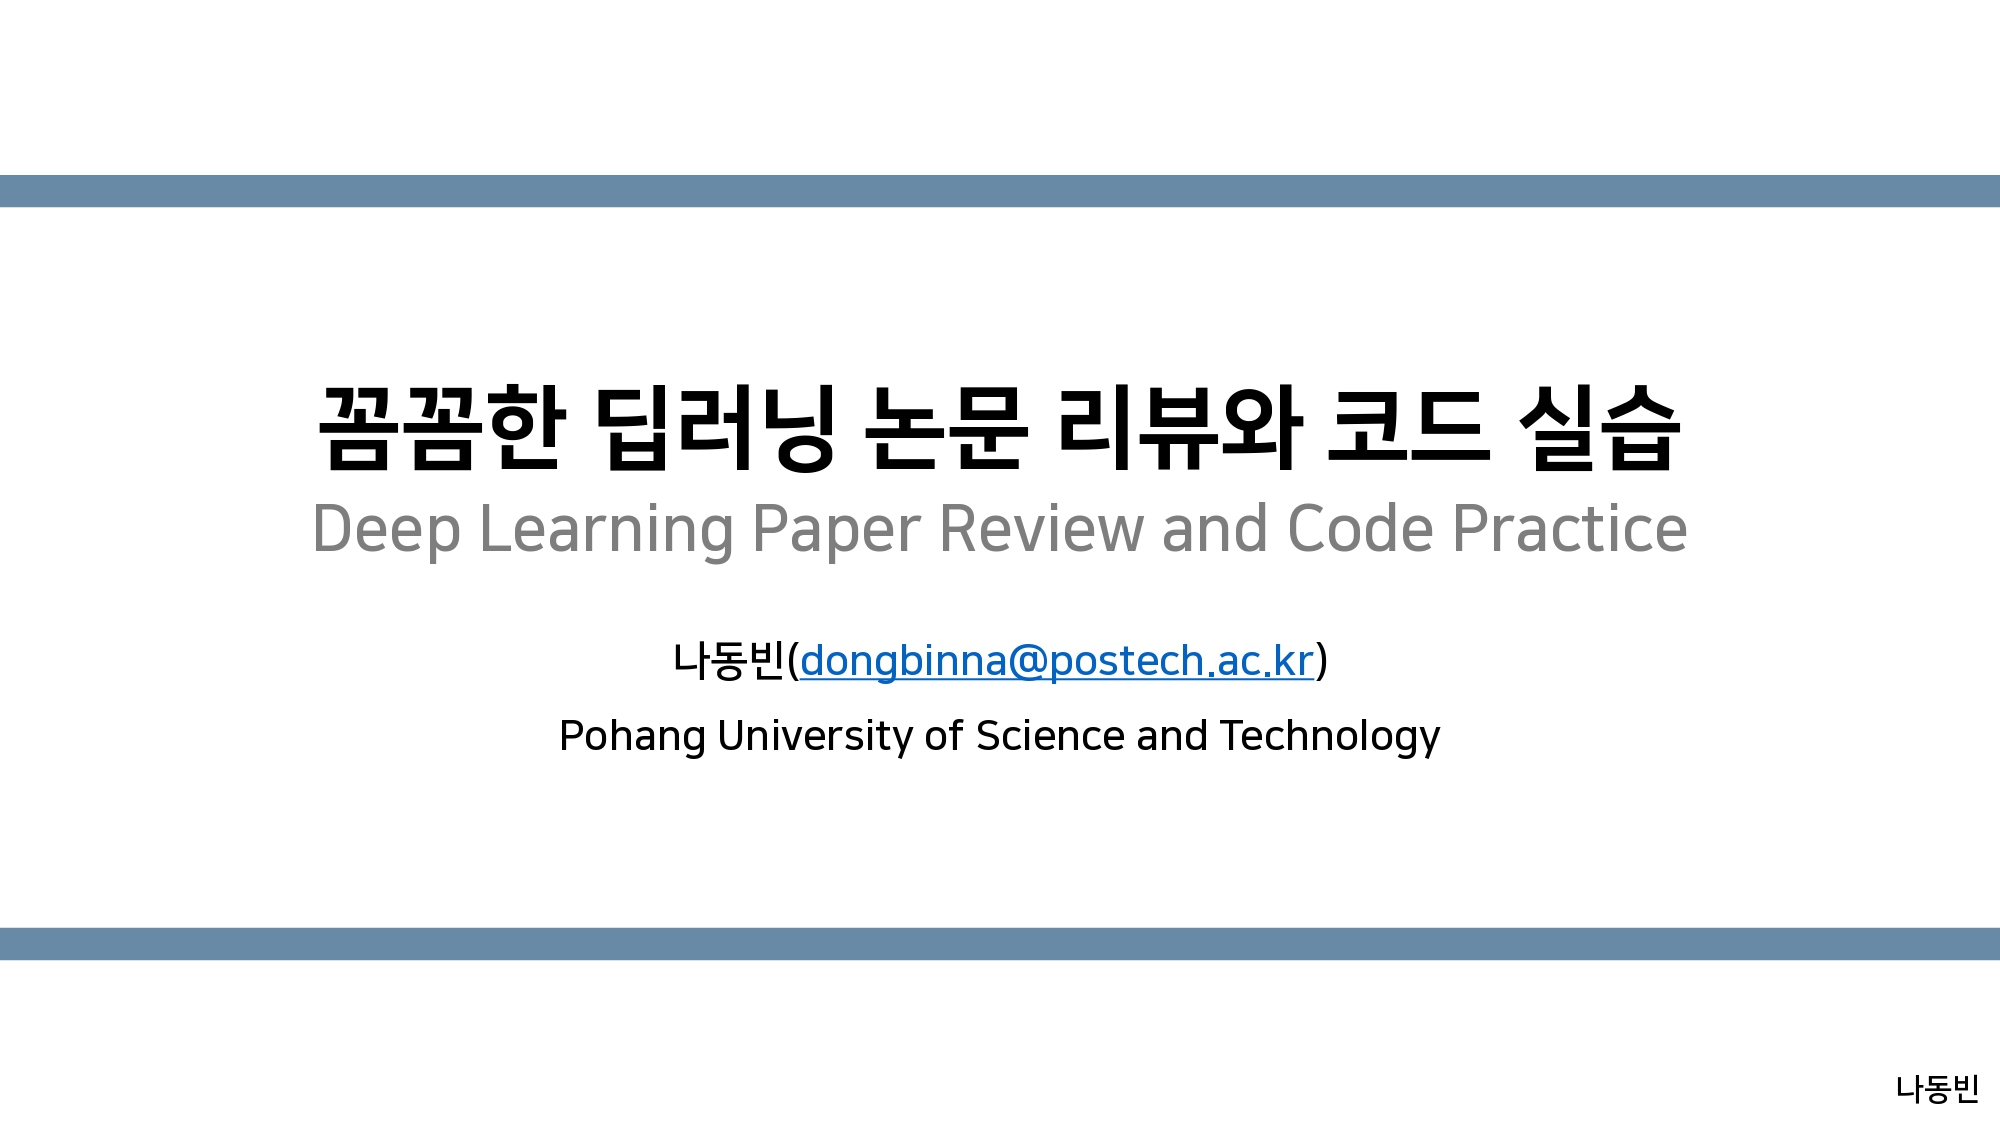 꼼꼼한 딥러닝 논문 리뷰와 코드 실습
Deep Learning Paper Review and Code Practice
나동빈(dongbinna@postech.ac.kr)
Pohang University of Science and Technology
나동빈